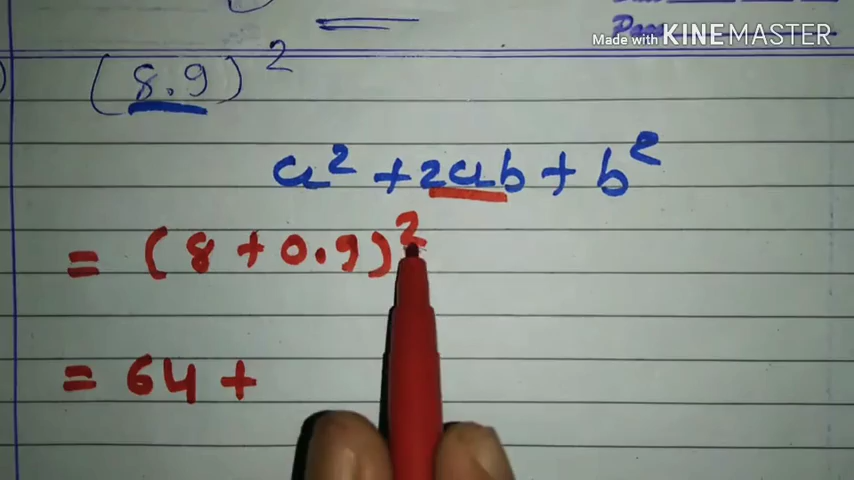 Made with KINEMASTER
(8.9)²
a² + 2ab + b²
= (8 + 0.9)²
= 64 +